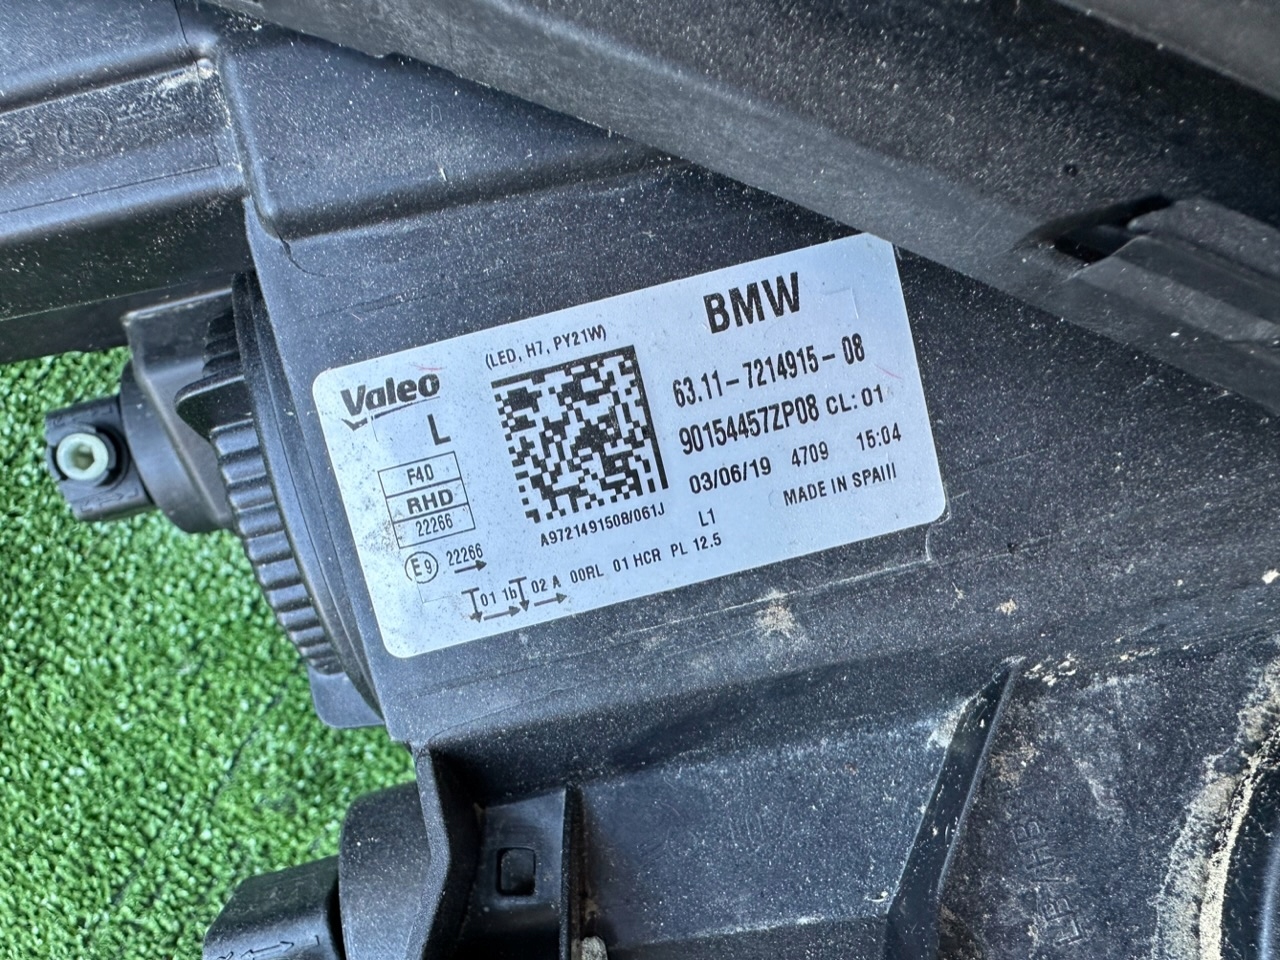 BMW
(LED, H7, PY21W)
Valeo
L
63.11-7214915-08
90154457ZP08 CL:01
03/06/19 4709 15:04
MADE IN SPAIN
F40
RHD
22266
A9721491508/061J
L1
E9 22266
01 1b 02 A 00RL 01 HCR PL 12.5